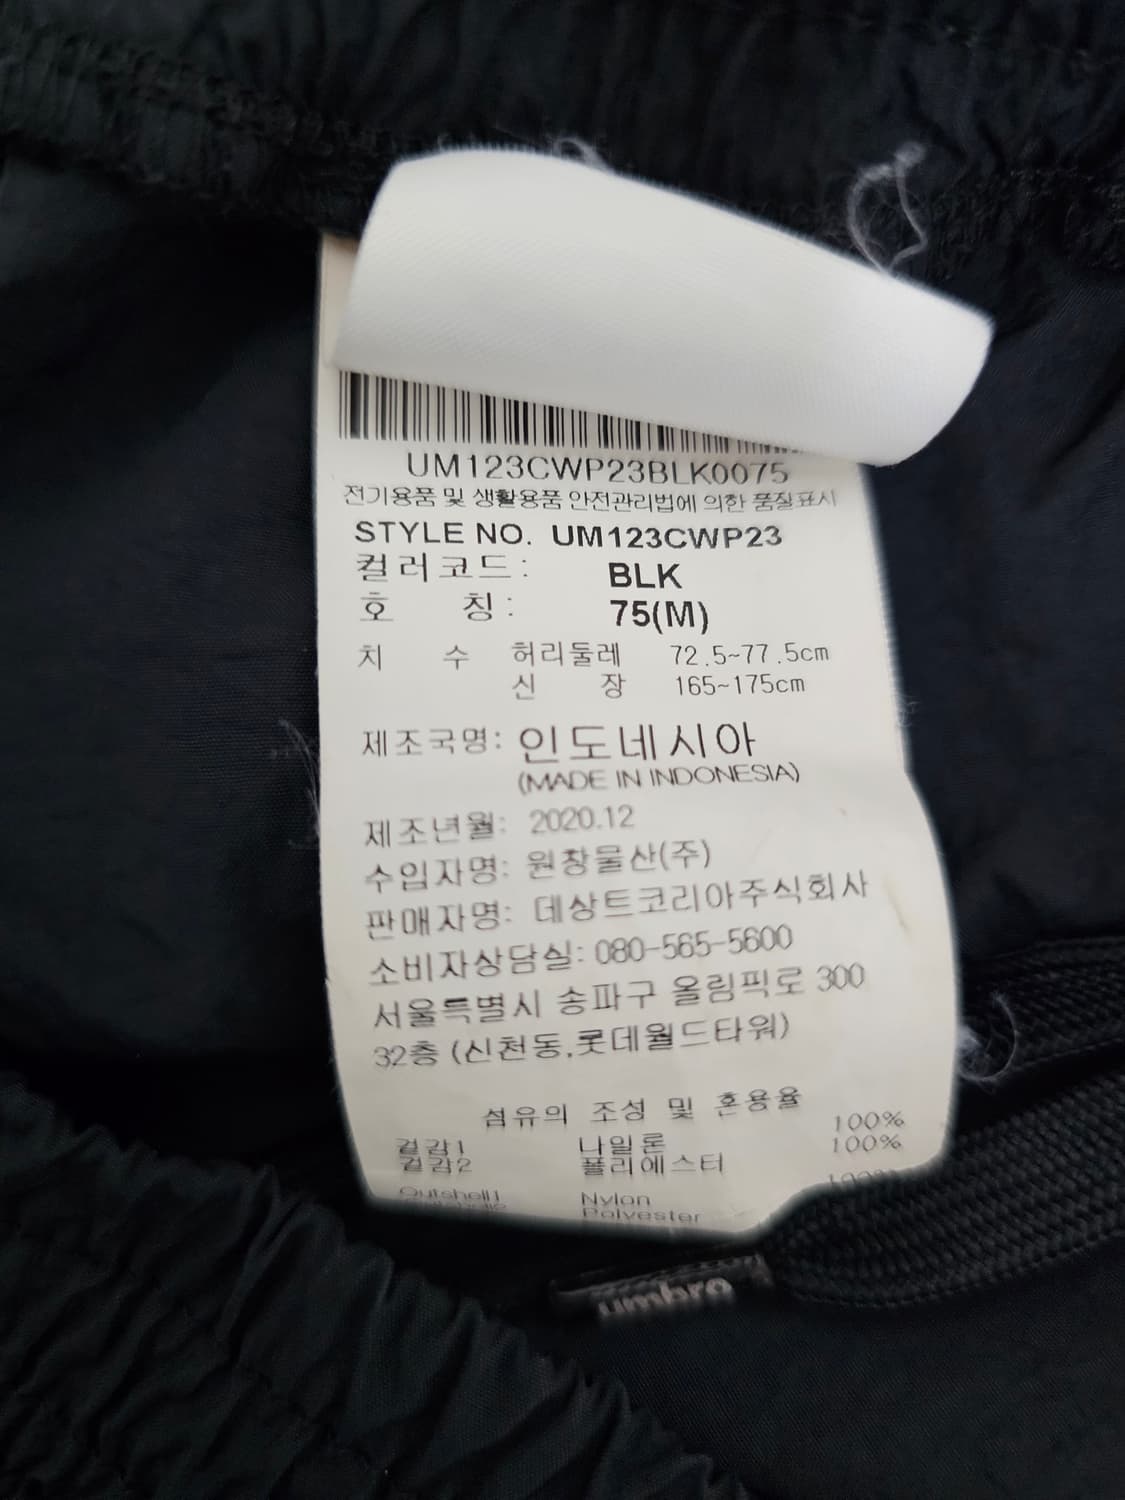 UM123CWP23BLK0075
전기용품 및 생활용품 안전관리법에 의한 품질표시
STYLE NO. UM123CWP23
컬러코드: BLK
호 칭: 75(M)
치 수 허리둘레 72.5~77.5cm
신 장 165~175cm
제조국명: 인도네시아
(MADE IN INDONESIA)
제조년월: 2020.12
수입자명: 원창물산(주)
판매자명: 데상트코리아주식회사
소비자상담실: 080-565-5600
서울특별시 송파구 올림픽로 300
32층 (신천동,롯데월드타워)
섬유의 조성 및 혼용율
겉감1 나일론 100%
겉감2 폴리에스터 100%
Outshell1 Nylon 100%
Polyester
umbro